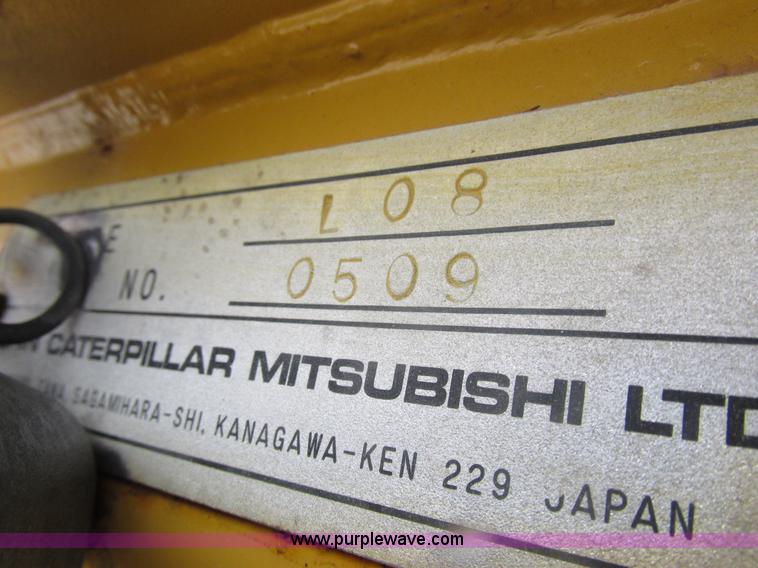 L08
NO. 0509
CATERPILLAR MITSUBISHI LTD
SAGAMIHARA-SHI, KANAGAWA-KEN 229 JAPAN
www.purplewave.com